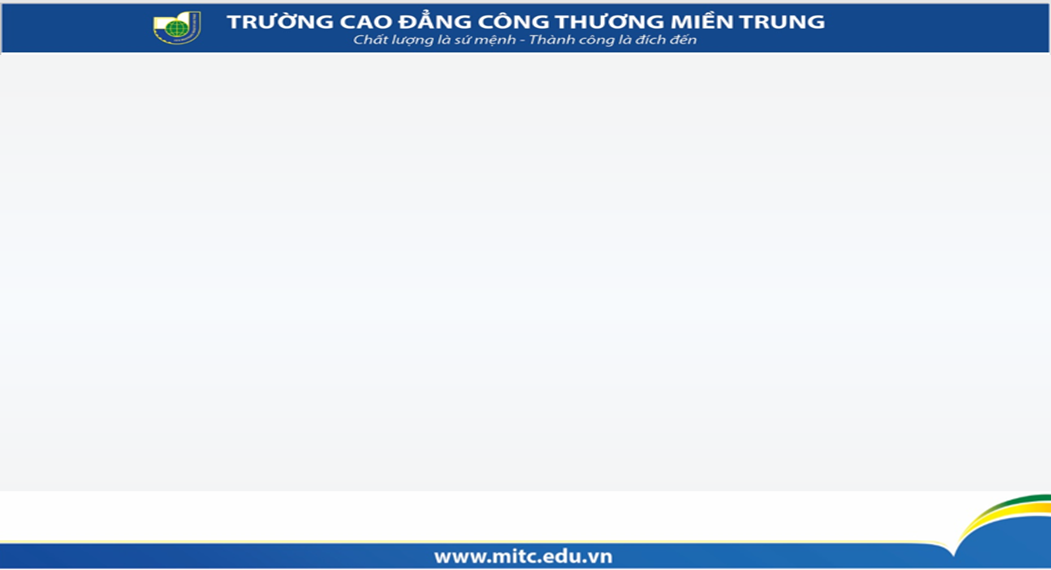 TRƯỜNG CAO ĐẲNG CÔNG THƯƠNG MIỀN TRUNG
Chất lượng là sứ mệnh - Thành công là đích đến
www.mitc.edu.vn